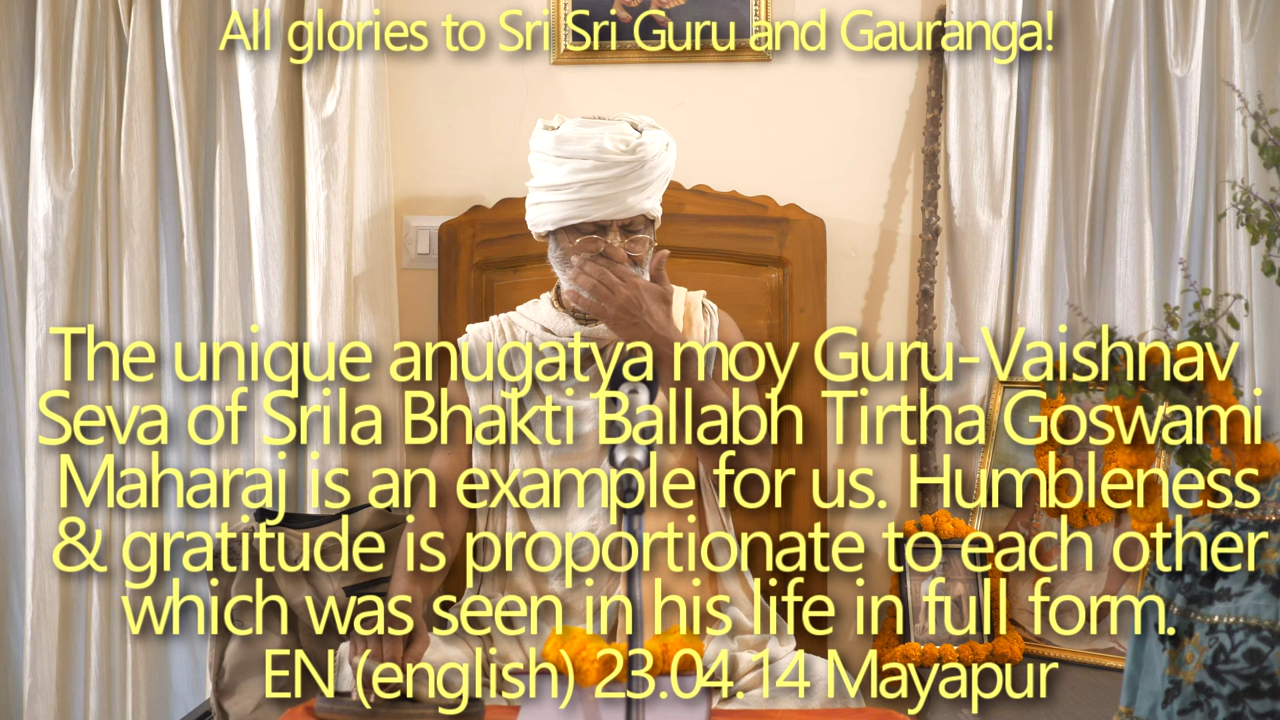 All glories to Sri Sri Guru and Gauranga!
The unique anugatya moy Guru-Vaishnav
Seva of Srila Bhakti Ballabh Tirtha Goswami
Maharaj is an example for us. Humbleness
& gratitude is proportionate to each other
which was seen in his life in full form.
EN (english) 23.04.14 Mayapur